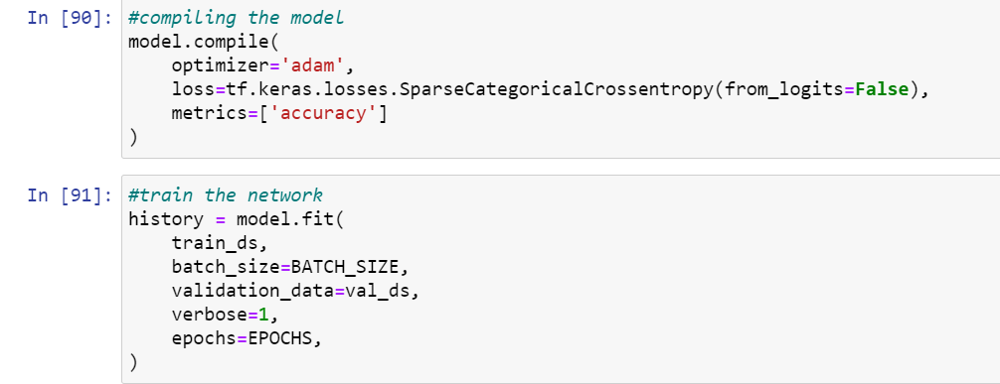 In [90]: #compiling the model
model.compile(
    optimizer='adam',
    loss=tf.keras.losses.SparseCategoricalCrossentropy(from_logits=False),
    metrics=['accuracy']
)
In [91]: #train the network
history = model.fit(
    train_ds,
    batch_size=BATCH_SIZE,
    validation_data=val_ds,
    verbose=1,
    epochs=EPOCHS,
)